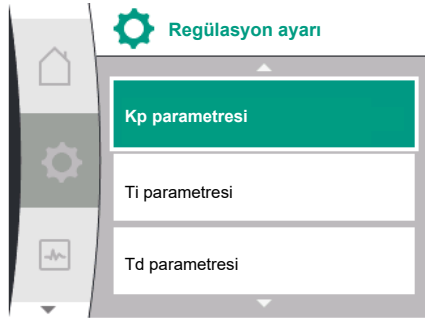 Regülasyon ayarı
Kp parametresi
Ti parametresi
Td parametresi